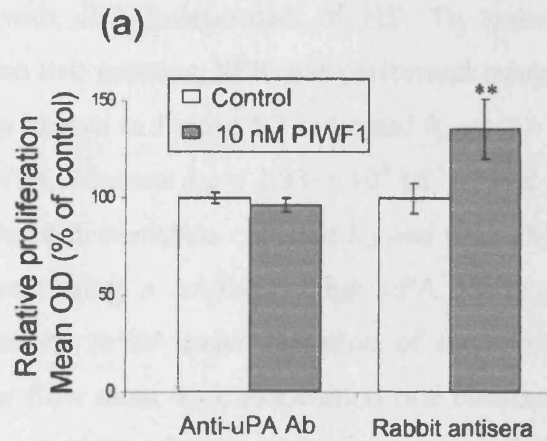 (a)
Control
10 nM PIWF1
**
150
100
50
0
Relative proliferation
Mean OD (% of control)
Anti-uPA Ab
Rabbit antisera